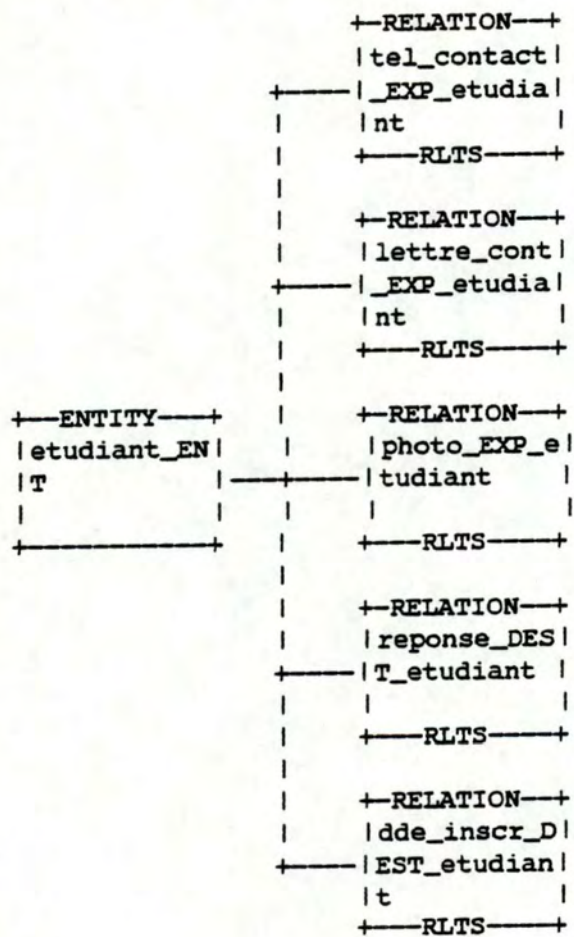 RELATION
tel_contact
_EXP_etudia
nt
RLTS
RELATION
lettre_cont
_EXP_etudia
nt
RLTS
ENTITY
etudiant_EN
T
RELATION
photo_EXP_e
tudiant
RLTS
RELATION
reponse_DES
T_etudiant
RLTS
RELATION
dde_inscr_D
EST_etudian
t
RLTS